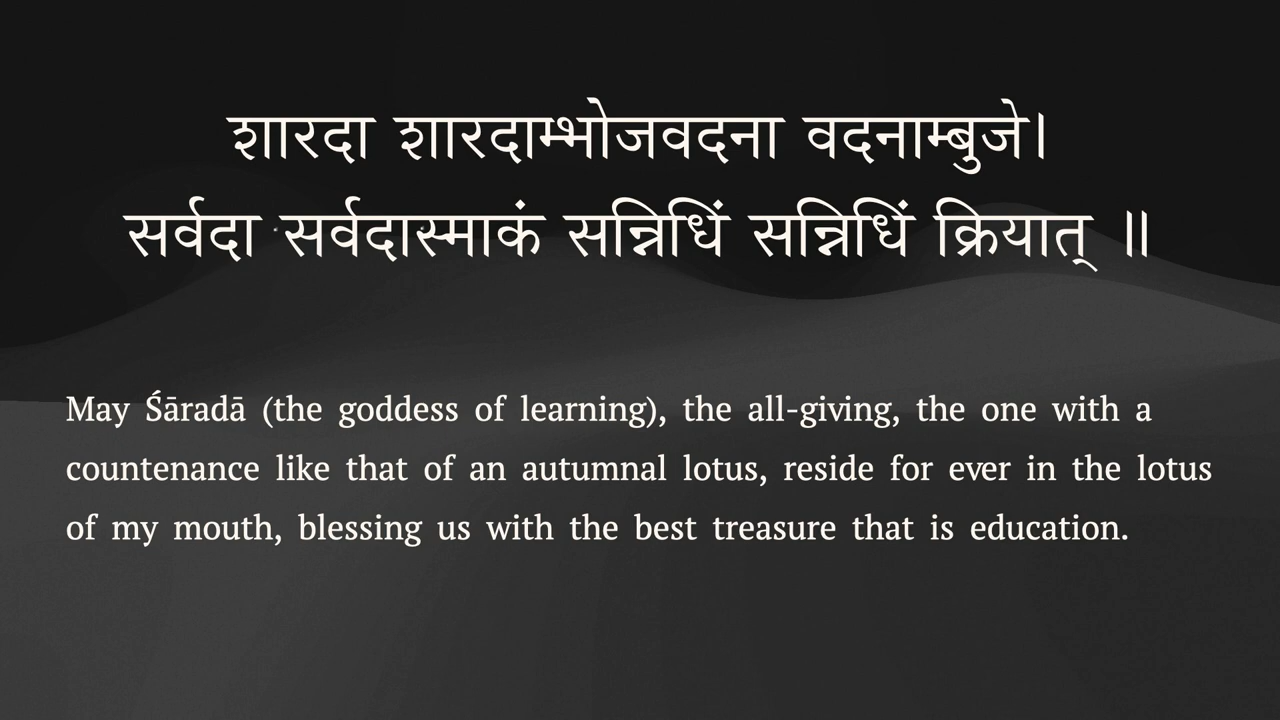 शारदा शारदाम्भोजवदना वदनाम्बुजे।
सर्वदा सर्वदास्माकं सन्निधिं सन्निधिं क्रियात् ॥
May Śāradā (the goddess of learning), the all-giving, the one with a
countenance like that of an autumnal lotus, reside for ever in the lotus
of my mouth, blessing us with the best treasure that is education.